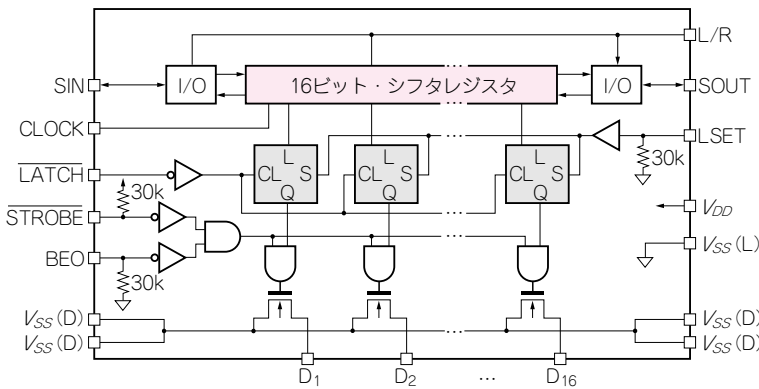 L/R
SIN
I/O
16ビット・シフタレジスタ
I/O
SOUT
CLOCK
LSET
30k
L
CL S
Q
L
CL S
Q
L
CL S
Q
LATCH
30k
STROBE
VDD
BEO
VSS(L)
30k
VSS(D)
VSS(D)
VSS(D)
VSS(D)
D1
D2
...
D16